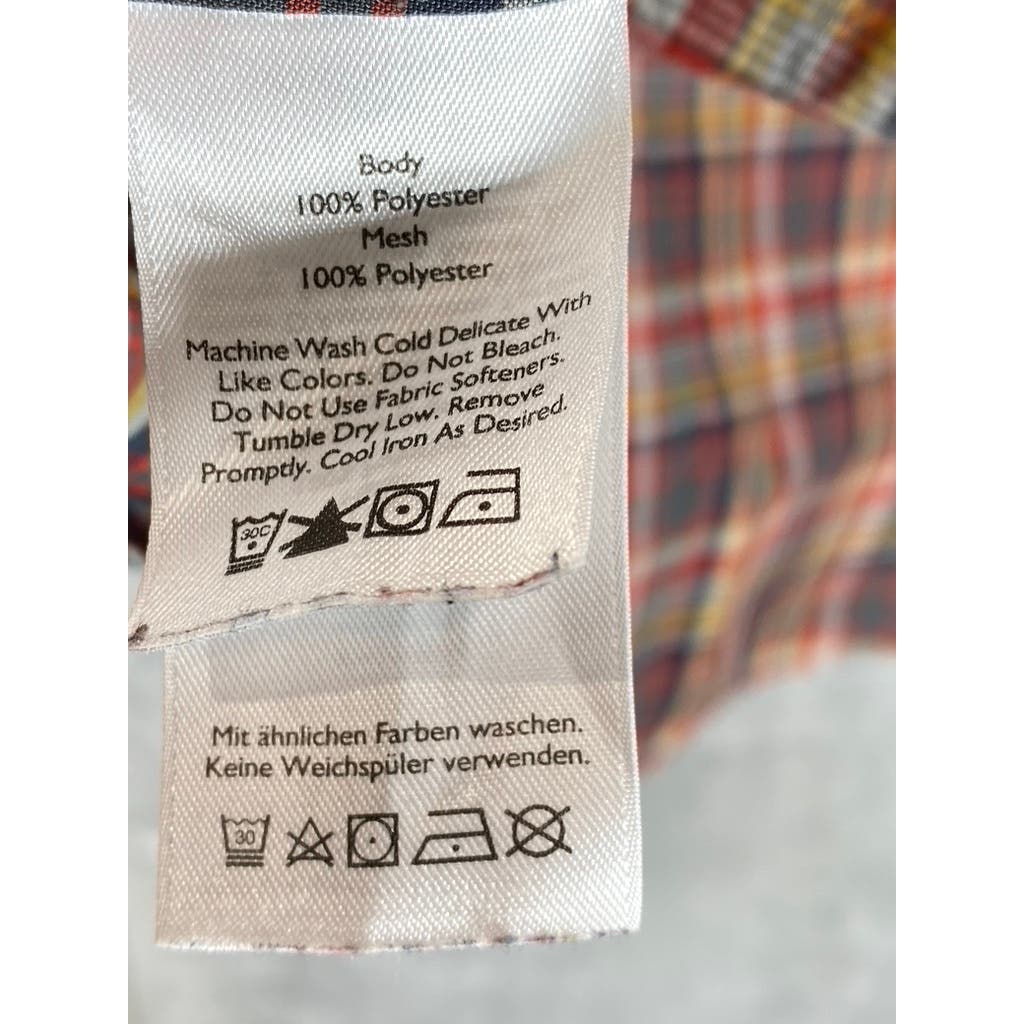 Body
100% Polyester
Mesh
100% Polyester
Machine Wash Cold Delicate With
Like Colors. Do Not Bleach.
Do Not Use Fabric Softeners.
Tumble Dry Low. Remove
Promptly. Cool Iron As Desired.
30C
Mit ähnlichen Farben waschen.
Keine Weichspüler verwenden.
30